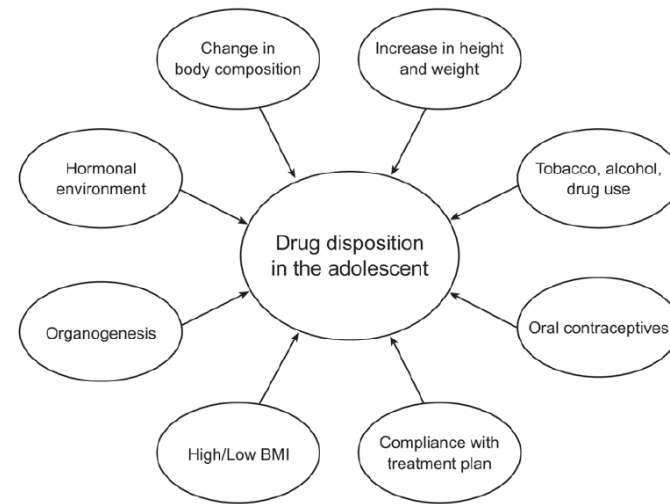 Change in
body composition
Increase in height
and weight
Hormonal
environment
Tobacco, alcohol,
drug use
Drug disposition
in the adolescent
Organogenesis
Oral contraceptives
High/Low BMI
Compliance with
treatment plan